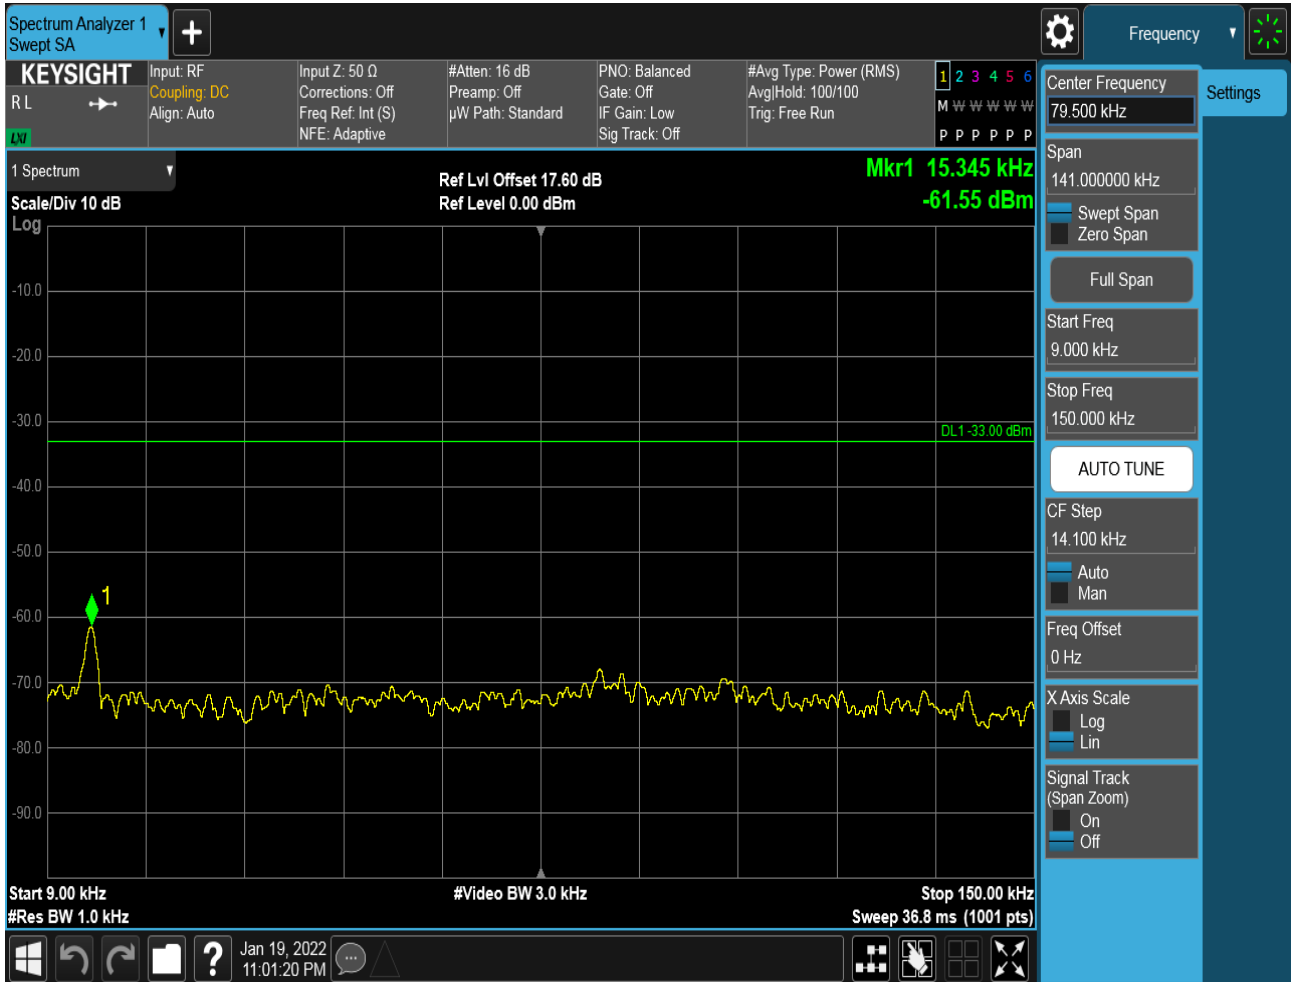 Spectrum Analyzer 1
Swept SA
Frequency
KEYSIGHT
R L
LXI
Input: RF
Coupling: DC
Align: Auto
Input Z: 50 Ω
Corrections: Off
Freq Ref: Int (S)
NFE: Adaptive
#Atten: 16 dB
Preamp: Off
µW Path: Standard
PNO: Balanced
Gate: Off
IF Gain: Low
Sig Track: Off
#Avg Type: Power (RMS)
Avg|Hold: 100/100
Trig: Free Run
1 2 3 4 5 6
M W W W W W
P P P P P P
1 Spectrum
Scale/Div 10 dB
Log
Ref Lvl Offset 17.60 dB
Ref Level 0.00 dBm
Mkr1 15.345 kHz
-61.55 dBm
-10.0
-20.0
-30.0
DL1 -33.00 dBm
-40.0
-50.0
1
-60.0
-70.0
-80.0
-90.0
Start 9.00 kHz
#Video BW 3.0 kHz
Stop 150.00 kHz
#Res BW 1.0 kHz
Sweep 36.8 ms (1001 pts)
Center Frequency
79.500 kHz
Settings
Span
141.000000 kHz
Swept Span
Zero Span
Full Span
Start Freq
9.000 kHz
Stop Freq
150.000 kHz
AUTO TUNE
CF Step
14.100 kHz
Auto
Man
Freq Offset
0 Hz
X Axis Scale
Log
Lin
Signal Track
(Span Zoom)
On
Off
?
Jan 19, 2022
11:01:20 PM